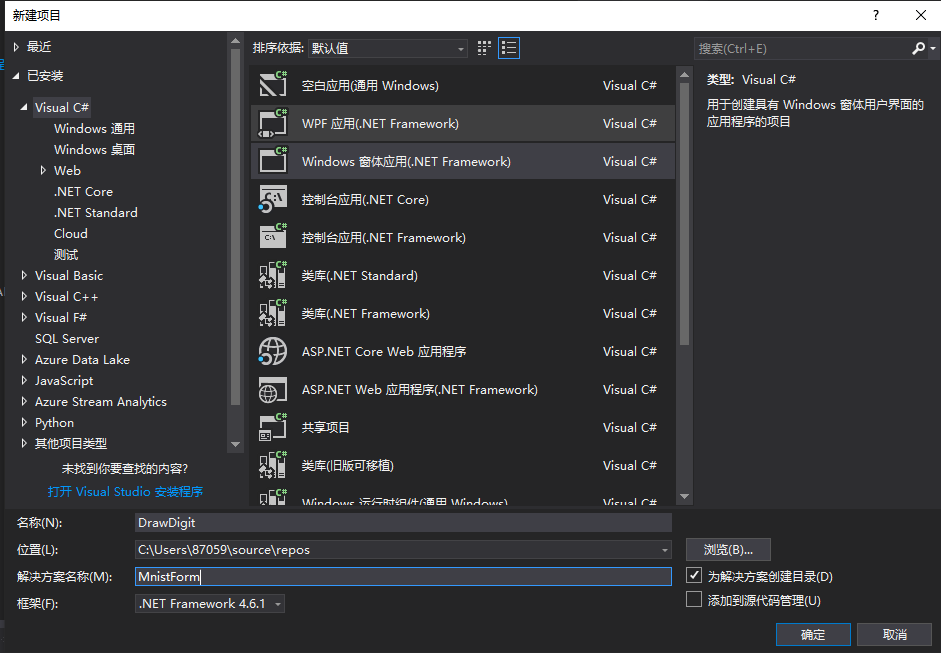 新建项目
?
最近
已安装
Visual C#
Windows 通用
Windows 桌面
Web
.NET Core
.NET Standard
Cloud
测试
Visual Basic
Visual C++
Visual F#
SQL Server
Azure Data Lake
JavaScript
Azure Stream Analytics
Python
其他项目类型
未找到你要查找的内容?
打开 Visual Studio 安装程序
排序依据: 默认值
空白应用(通用 Windows) Visual C#
WPF 应用(.NET Framework) Visual C#
Windows 窗体应用(.NET Framework) Visual C#
控制台应用(.NET Core) Visual C#
控制台应用(.NET Framework) Visual C#
类库(.NET Standard) Visual C#
类库(.NET Framework) Visual C#
ASP.NET Core Web 应用程序 Visual C#
ASP.NET Web 应用程序(.NET Framework) Visual C#
共享项目 Visual C#
类库(旧版可移植) Visual C#
Windows 运行时组件(通用 Windows) Visual C#
搜索(Ctrl+E)
类型: Visual C#
用于创建具有 Windows 窗体用户界面的
应用程序的项目
名称(N): DrawDigit
位置(L): C:\Users\87059\source\repos
浏览(B)...
解决方案名称(M): MnistForm
为解决方案创建目录(D)
框架(F): .NET Framework 4.6.1
添加到源代码管理(U)
确定
取消